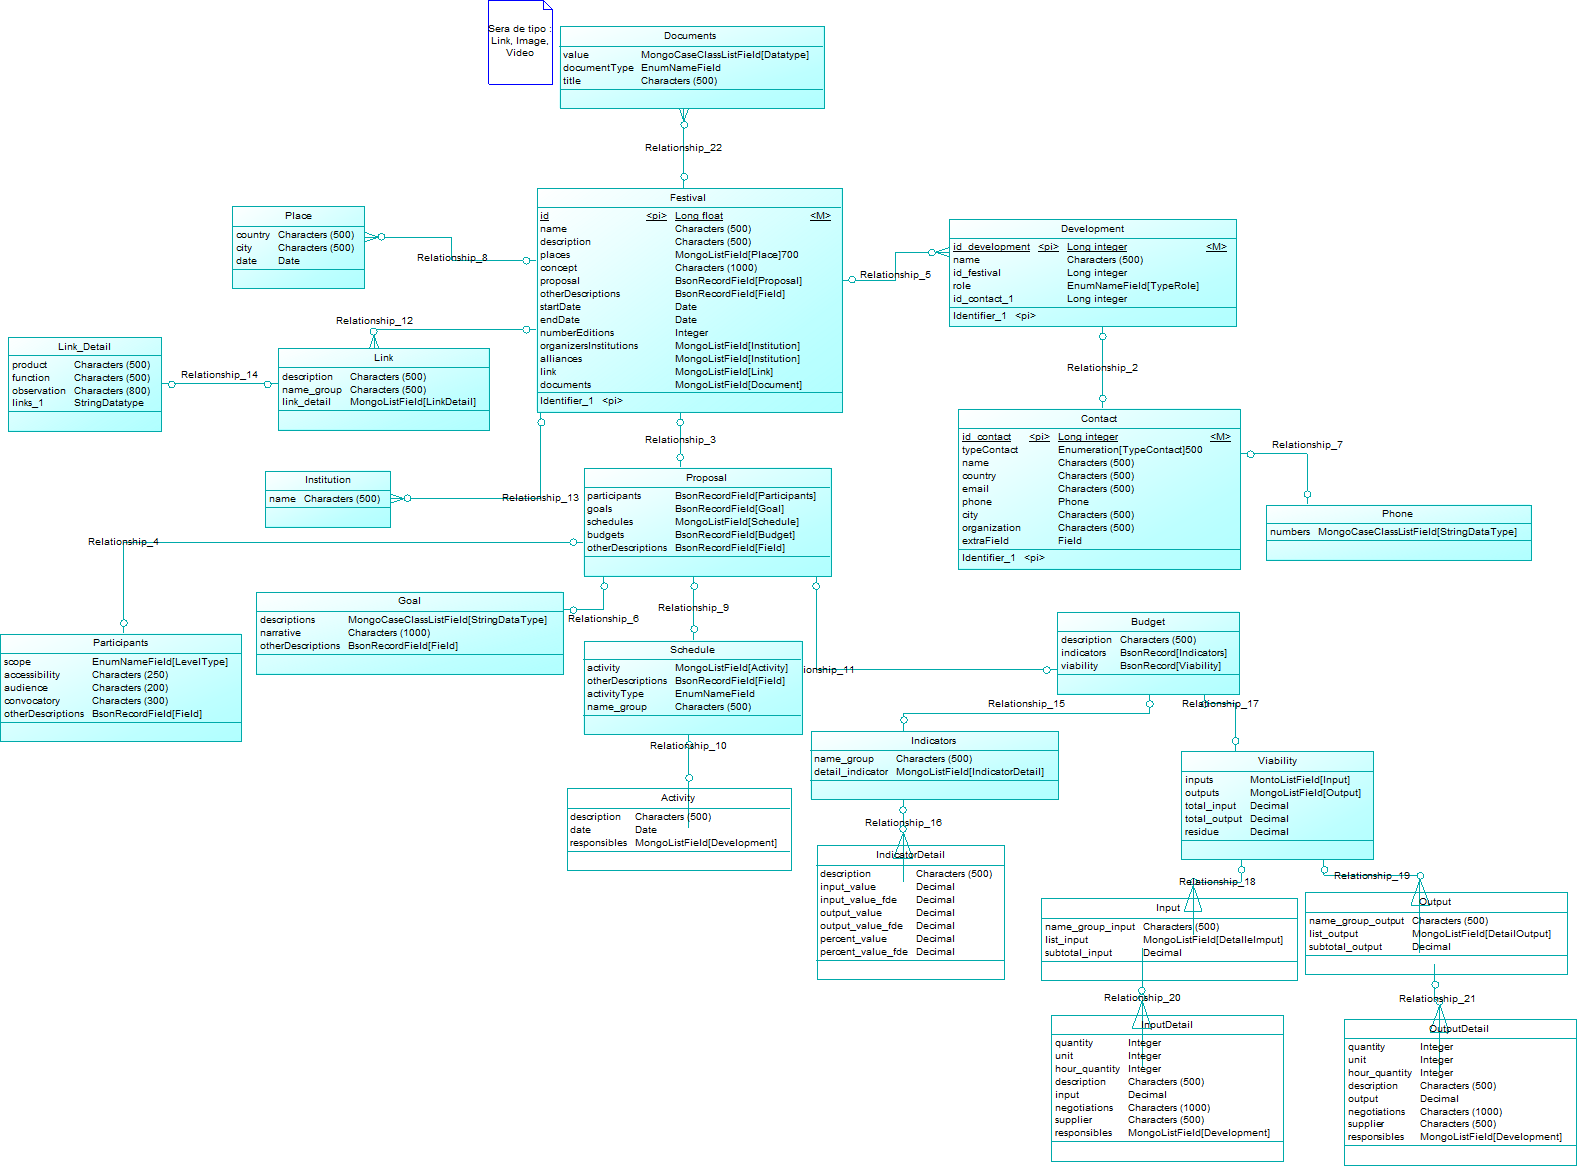 Sera de tipo :
Link, Image,
Video
Documents
value MongoCaseClassListField[Datatype]
documentType EnumNameField
title Characters (500)
Relationship_22
Festival
id <pi> Long float <M>
name Characters (500)
description Characters (500)
places MongoListField[Place]700
concept Characters (1000)
proposal BsonRecordField[Proposal]
otherDescriptions BsonRecordField[Field]
startDate Date
endDate Date
numberEditions Integer
organizersInstitutions MongoListField[Institution]
alliances MongoListField[Institution]
link MongoListField[Link]
documents MongoListField[Document]
Identifier_1 <pi>
Place
country Characters (500)
city Characters (500)
date Date
Relationship_8
Development
id_development <pi> Long integer <M>
name Characters (500)
id_festival Long integer
role EnumNameField[TypeRole]
id_contact_1 Long integer
Identifier_1 <pi>
Relationship_5
Relationship_12
Link_Detail
product Characters (500)
function Characters (500)
observation Characters (800)
links_1 StringDatatype
Relationship_14
Link
description Characters (500)
name_group Characters (500)
link_detail MongoListField[LinkDetail]
Relationship_2
Contact
id_contact <pi> Long integer <M>
typeContact Enumeration[TypeContact]500
name Characters (500)
country Characters (500)
email Characters (500)
phone Phone
city Characters (500)
organization Characters (500)
extraField Field
Identifier_1 <pi>
Relationship_7
Phone
numbers MongoCaseClassListField[StringDataType]
Relationship_3
Institution
name Characters (500)
Relationship_13
Proposal
participants BsonRecordField[Participants]
goals BsonRecordField[Goal]
schedules MongoListField[Schedule]
budgets BsonRecordField[Budget]
otherDescriptions BsonRecordField[Field]
Relationship_4
Goal
descriptions MongoCaseClassListField[StringDataType]
narrative Characters (1000)
otherDescriptions BsonRecordField[Field]
Relationship_6
Relationship_9
Participants
scope EnumNameField[LevelType]
accessibility Characters (250)
audience Characters (200)
convocatory Characters (300)
otherDescriptions BsonRecordField[Field]
Schedule
activity MongoListField[Activity]
otherDescriptions BsonRecordField[Field]
activityType EnumNameField
name_group Characters (500)
ionship_11
Budget
description Characters (500)
indicators BsonRecord[Indicators]
viability BsonRecord[Viability]
Relationship_15
Relationship_17
Relationship_10
Activity
description Characters (500)
date Date
responsibles MongoListField[Development]
Indicators
name_group Characters (500)
detail_indicator MongoListField[IndicatorDetail]
Viability
inputs MontoListField[Input]
outputs MongoListField[Output]
total_input Decimal
total_output Decimal
residue Decimal
Relationship_16
IndicatorDetail
description Characters (500)
input_value Decimal
input_value_fde Decimal
output_value Decimal
output_value_fde Decimal
percent_value Decimal
percent_value_fde Decimal
Relationship_18
Relationship_19
Input
name_group_input Characters (500)
list_input MongoListField[DetalleImput]
subtotal_input Decimal
Output
name_group_output Characters (500)
list_output MongoListField[DetailOutput]
subtotal_output Decimal
Relationship_20
Relationship_21
InputDetail
quantity Integer
unit Integer
hour_quantity Integer
description Characters (500)
input Decimal
negotiations Characters (1000)
supplier Characters (500)
responsibles MongoListField[Development]
OutputDetail
quantity Integer
unit Integer
hour_quantity Integer
description Characters (500)
output Decimal
negotiations Characters (1000)
supplier Characters (500)
responsibles MongoListField[Development]